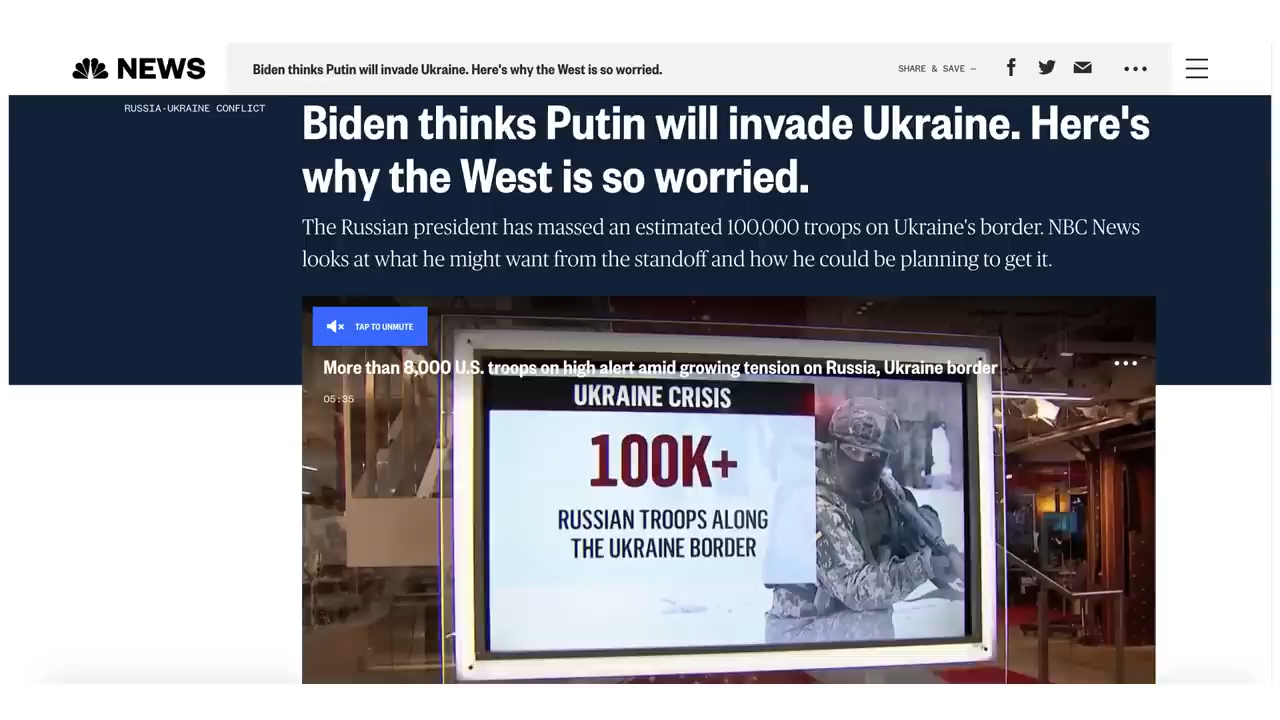 NEWS
Biden thinks Putin will invade Ukraine. Here's why the West is so worried.
SHARE & SAVE —
RUSSIA-UKRAINE CONFLICT
Biden thinks Putin will invade Ukraine. Here's
why the West is so worried.
The Russian president has massed an estimated 100,000 troops on Ukraine's border. NBC News
looks at what he might want from the standoff and how he could be planning to get it.
TAP TO UNMUTE
More than 8,000 U.S. troops on high alert amid growing tension on Russia, Ukraine border
05:35
UKRAINE CRISIS
100K+
RUSSIAN TROOPS ALONG
THE UKRAINE BORDER